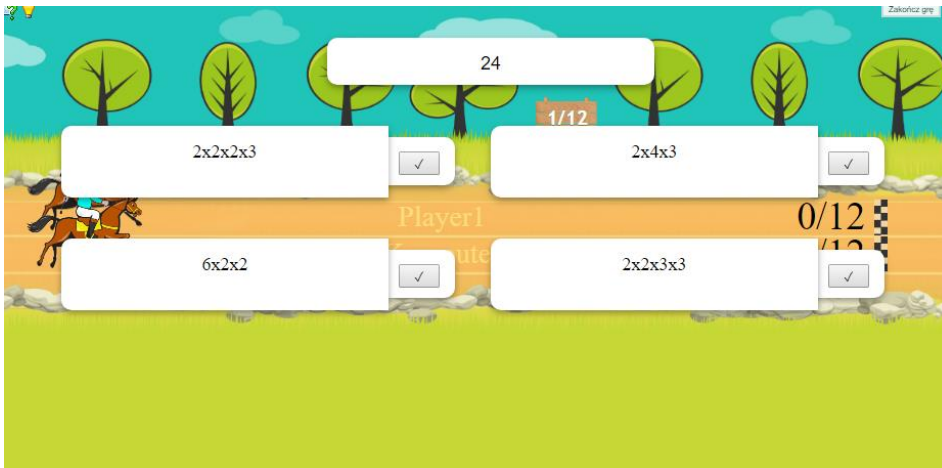 Zakończ grę
24
1/12
2x2x2x3
✓
2x4x3
✓
Player1
0/12
6x2x2
✓
2x2x3x3
✓